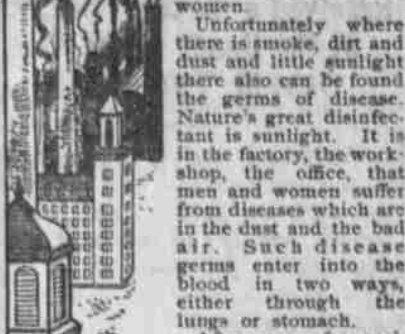 women.
Unfortunately where
there is smoke, dirt and
dust and little sunlight
there also can be found
the germs of disease.
Nature's great disinfec-
tant is sunlight. It is
in the factory, the work-
shop, the office, that
men and women suffer
from diseases which are
in the dust and the bad
air. Such disease
germs enter into the
blood in two ways,
either through the
lungs or stomach.